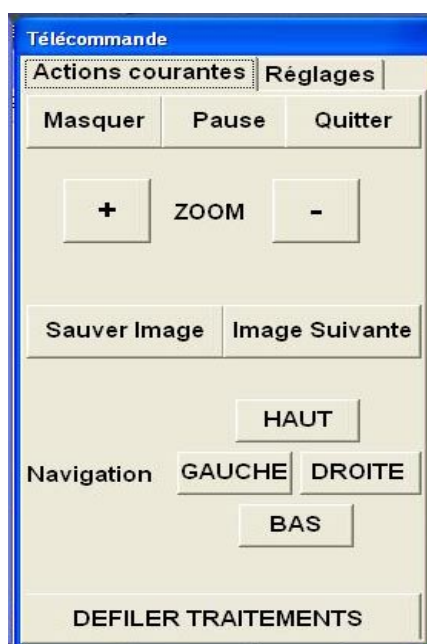 Télécommande
Actions courantes Réglages
Masquer Pause Quitter
+ ZOOM -
Sauver Image Image Suivante
HAUT
Navigation GAUCHE DROITE
BAS
DEFILER TRAITEMENTS